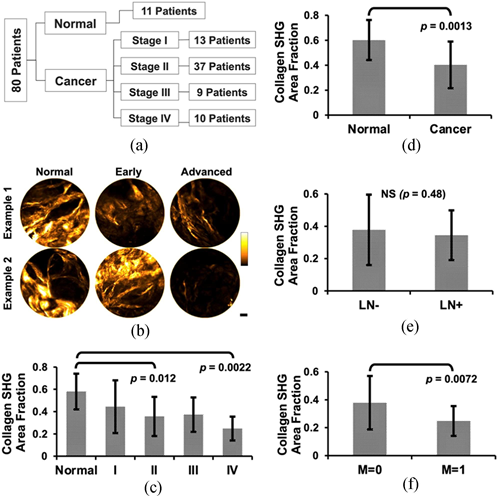 80 Patients
Normal
11 Patients
Cancer
Stage I
13 Patients
Stage II
37 Patients
Stage III
9 Patients
Stage IV
10 Patients
(a)
Normal
Early
Advanced
Example 1
Example 2
(b)
Collagen SHG
Area Fraction
0.8
0.6
0.4
0.2
0
p = 0.0022
p = 0.012
Normal
I
II
III
IV
(c)
Collagen SHG
Area Fraction
0.8
0.6
0.4
0.2
0
p = 0.0013
Normal
Cancer
(d)
Collagen SHG
Area Fraction
0.6
0.4
0.2
0
NS (p = 0.48)
LN-
LN+
(e)
Collagen SHG
Area Fraction
0.6
0.4
0.2
0
p = 0.0072
M=0
M=1
(f)